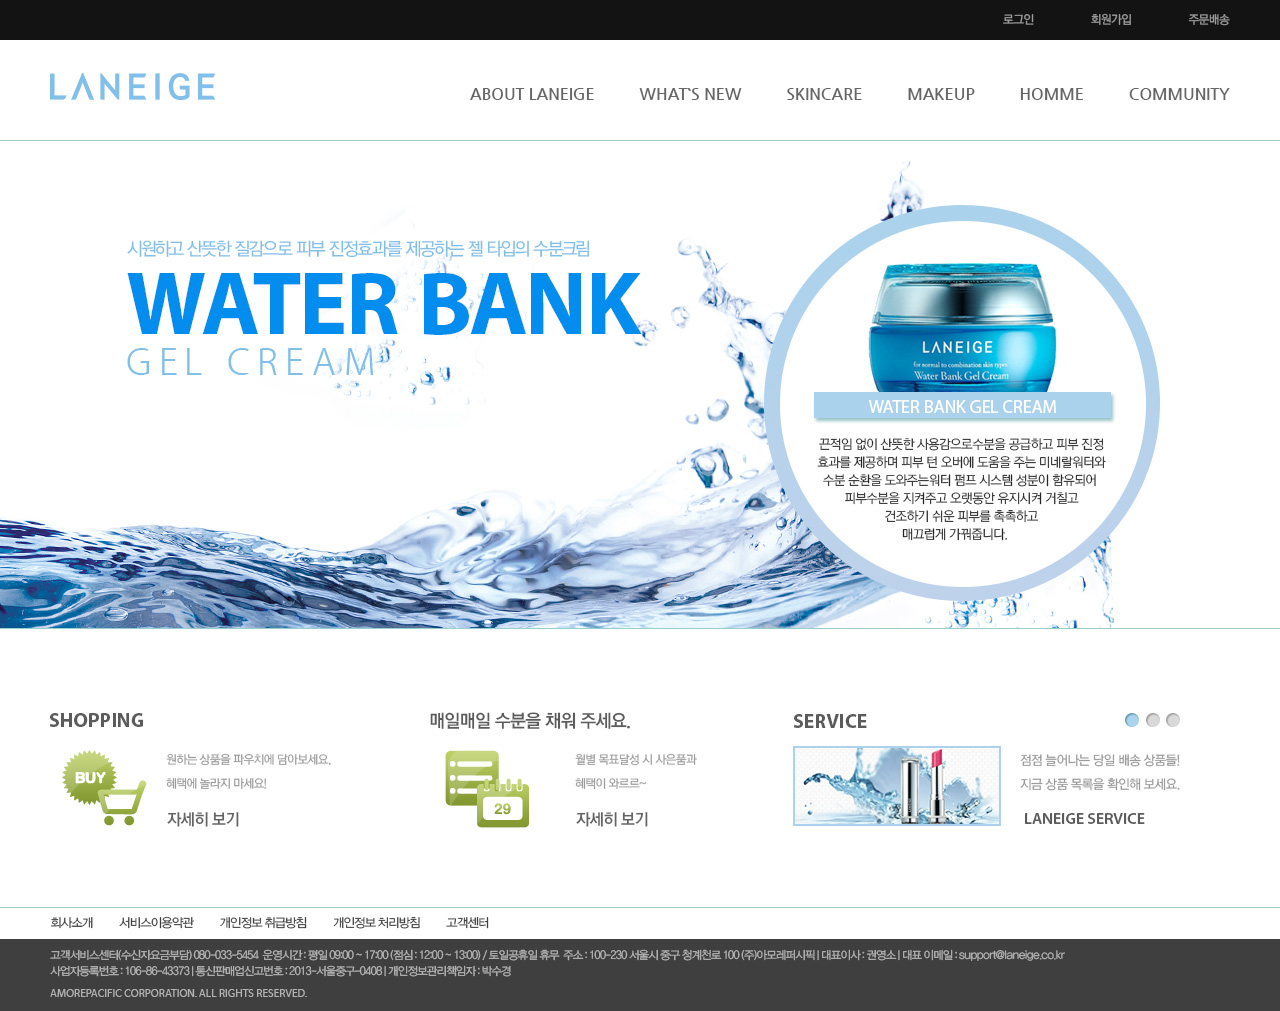 로그인 회원가입 주문배송
LANEIGE
ABOUT LANEIGE WHAT'S NEW SKINCARE MAKEUP HOMME COMMUNITY
시원하고 산뜻한 질감으로 피부 진정효과를 제공하는 젤 타입의 수분크림
WATER BANK
GEL CREAM
LANEIGE
for normal to combination skin types
Water Bank Gel Cream
WATER BANK GEL CREAM
끈적임 없이 산뜻한 사용감으로수분을 공급하고 피부 진정
효과를 제공하며 피부 턴 오버에 도움을 주는 미네랄워터와
수분 순환을 도와주는워터 펌프 시스템 성분이 함유되어
피부수분을 지켜주고 오랫동안 유지시켜 거칠고
건조하기 쉬운 피부를 촉촉하고
매끄럽게 가꿔줍니다.
SHOPPING
BUY
원하는 상품을 파우치에 담아보세요.
혜택에 놀라지 마세요!
자세히 보기
매일매일 수분을 채워 주세요.
29
월별 목표달성 시 사은품과
혜택이 와르르~
자세히 보기
SERVICE
점점 늘어나는 당일 배송 상품들!
지금 상품 목록을 확인해 보세요.
LANEIGE SERVICE
회사소개 서비스이용약관 개인정보 취급방침 개인정보 처리방침 고객센터
고객서비스센터(수신자요금부담) 080-033-5454 운영시간 : 평일 09:00 ~ 17:00 (점심 : 12:00 ~ 13:00) / 토일공휴일 휴무 주소 : 100-230 서울시 중구 청계천로 100 (주)아모레퍼시픽 | 대표이사 : 권영소 | 대표 이메일 : support@laneige.co.kr
사업자등록번호 : 106-86-43373 | 통신판매업신고번호 : 2013-서울중구-0408 | 개인정보관리책임자 : 박수경
AMOREPACIFIC CORPORATION. ALL RIGHTS RESERVED.